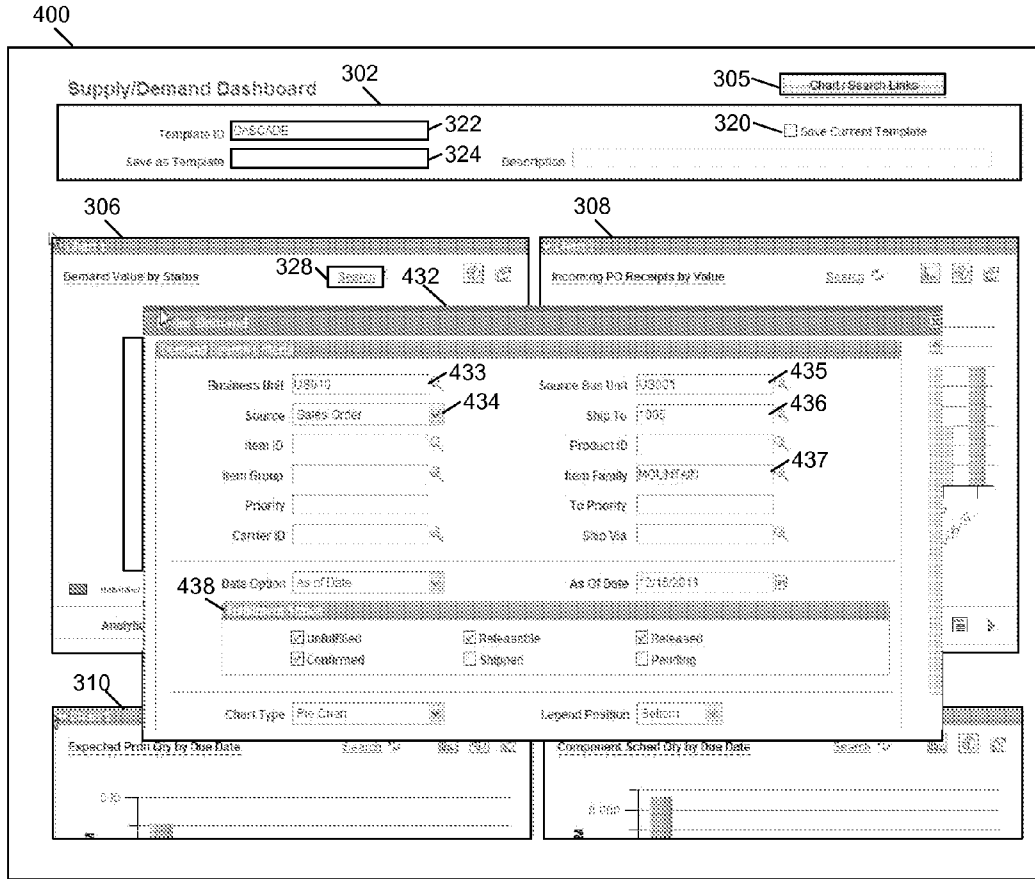 400
Supply/Demand Dashboard
302
305
Chart / Search Links
Template ID
CASCADE
322
320
Save Current Template
Save as Template
324
Description
306
308
Demand Value by Status
328
Search
432
Incoming PO Receipts by Value
Search
Demand
Business Unit
US010
433
Source Bus Unit
US001
435
Source
Sales Order
434
Ship To
1005
436
Item ID
Product ID
Item Group
Item Family
MOUNTAIN
437
Priority
To Priority
Carrier ID
Ship Via
Date Option
As of Date
As Of Date
438
Unfulfilled
Releasable
Released
Confirmed
Shipped
Pending
310
Chart Type
Pie Chart
Legend Position
Bottom
Expected Prdn Qty by Due Date
Search
Component Sched Qty by Due Date
Search